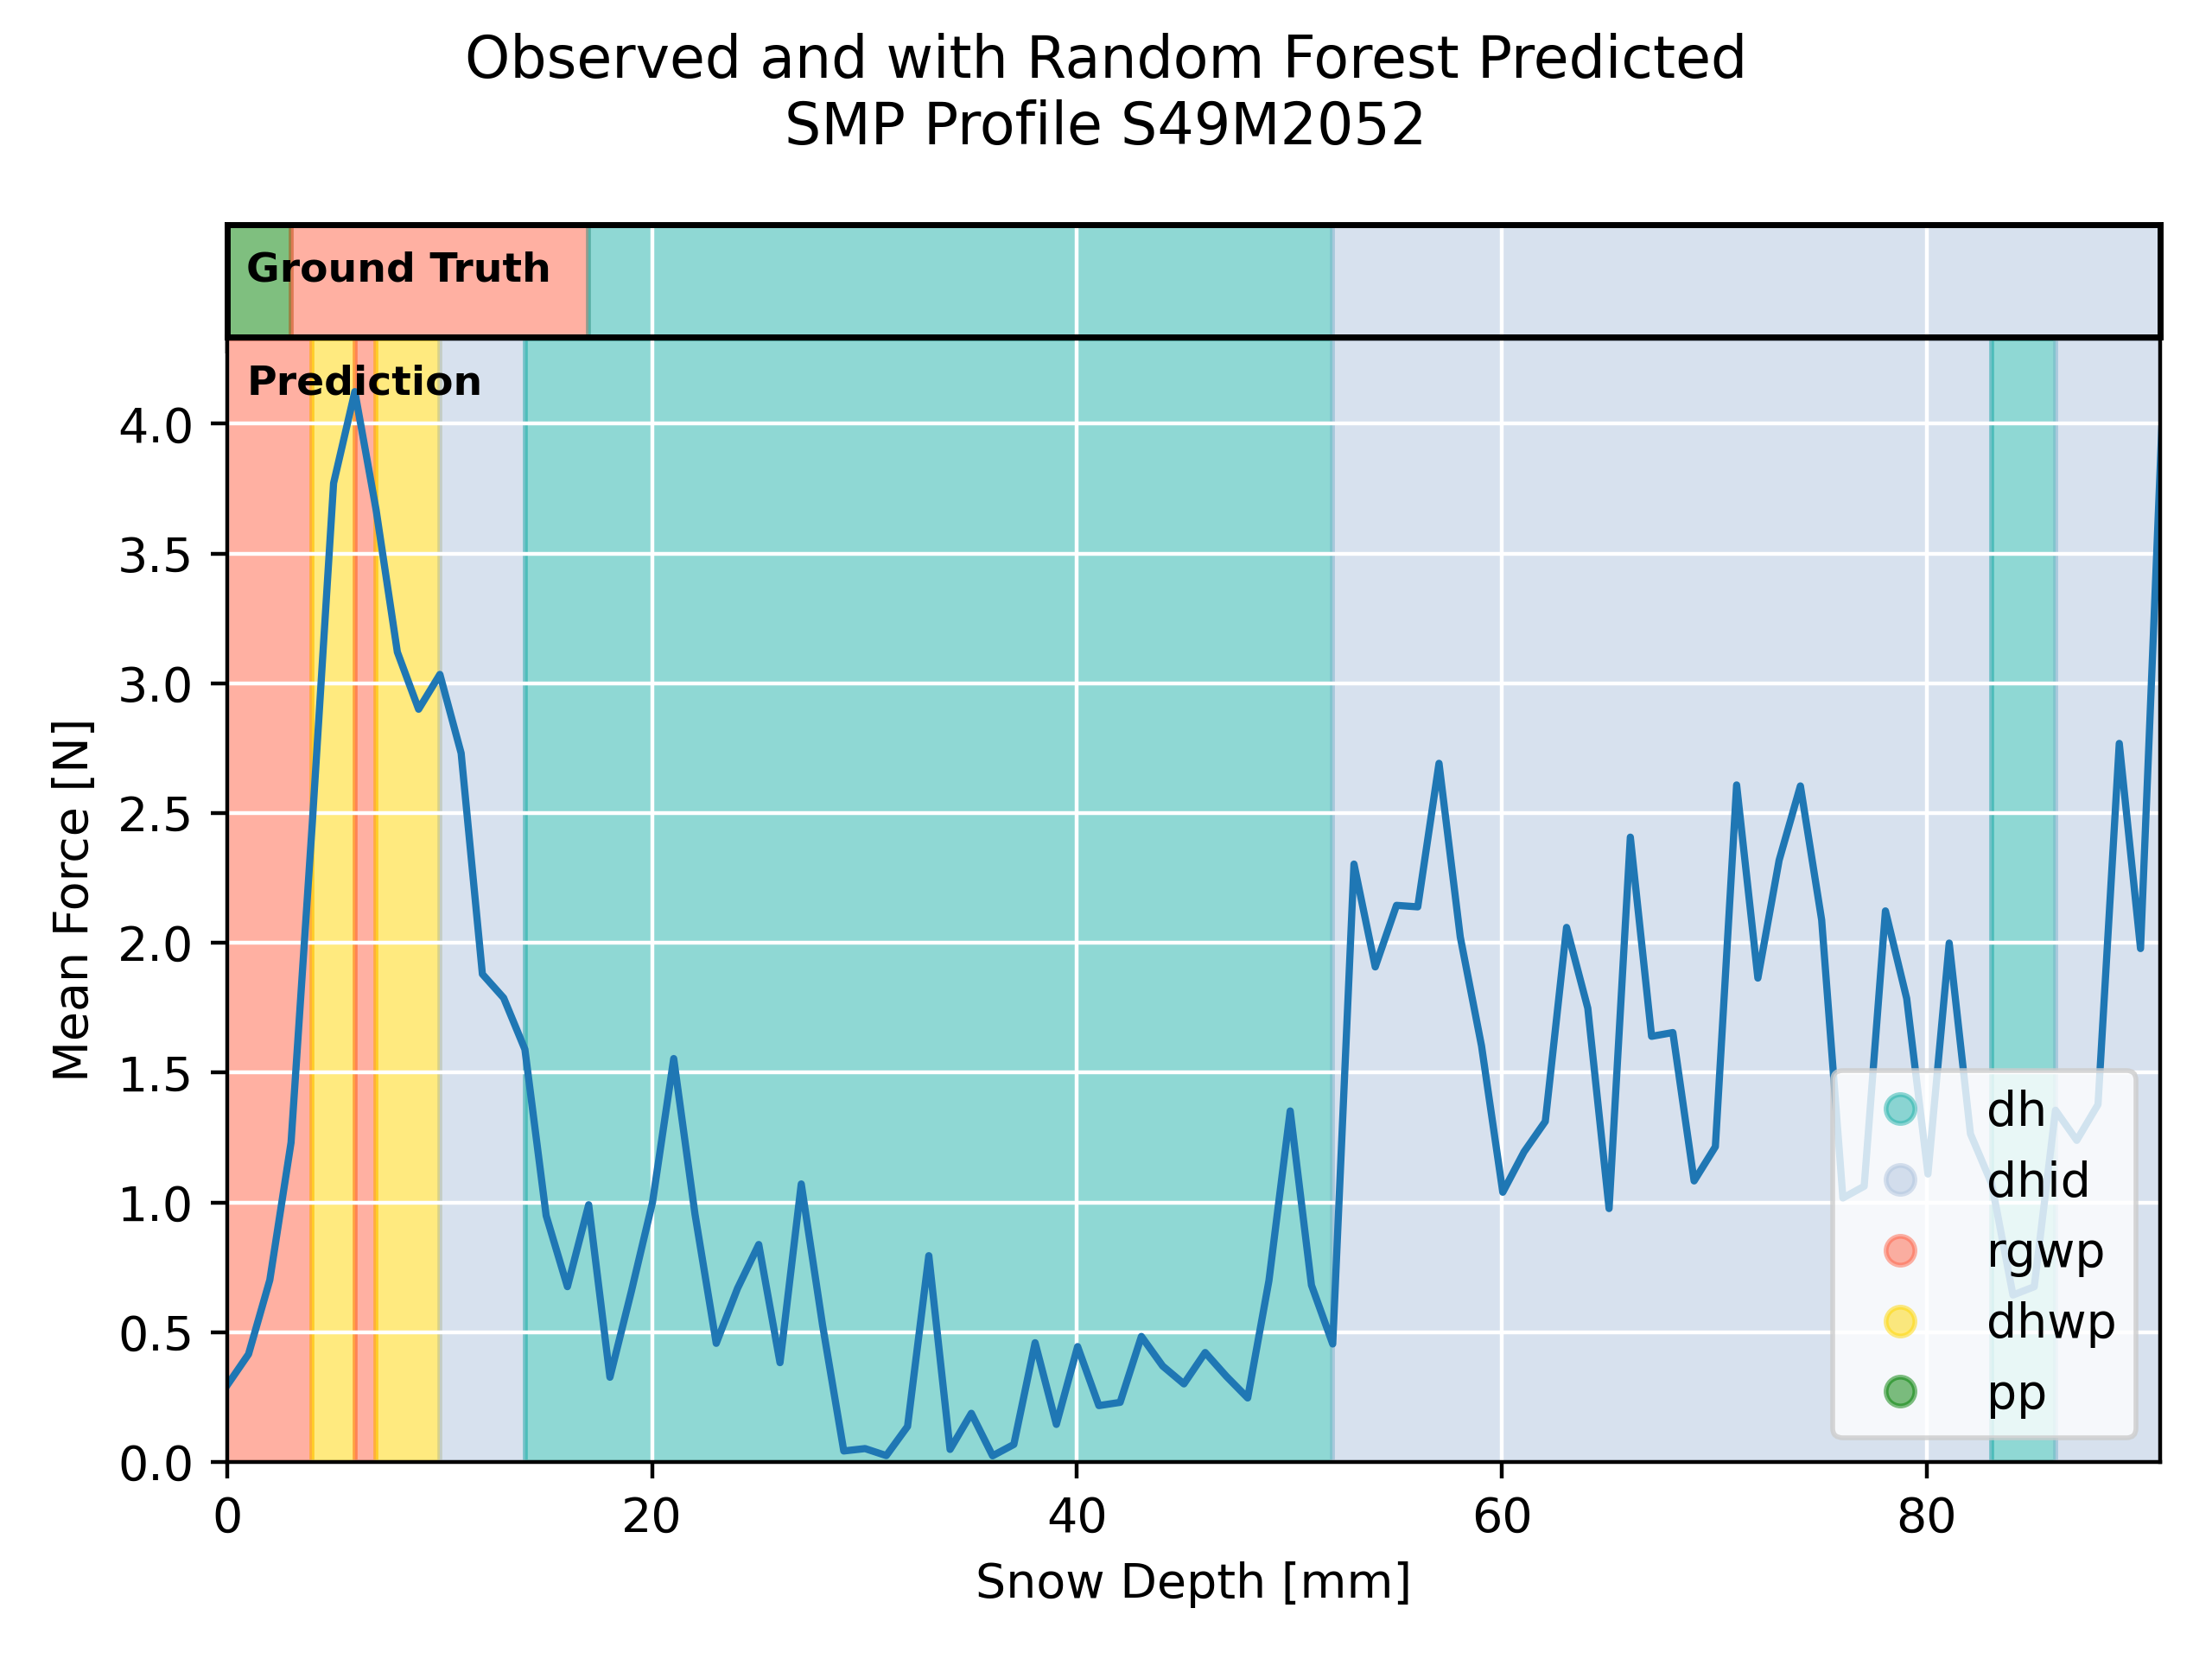 Observed and with Random Forest Predicted
SMP Profile S49M2052
Ground Truth
Prediction
4.0
3.5
3.0
2.5
2.0
1.5
1.0
0.5
0.0
Mean Force [N]
dh
dhid
rgwp
dhwp
pp
0 20 40 60 80
Snow Depth [mm]